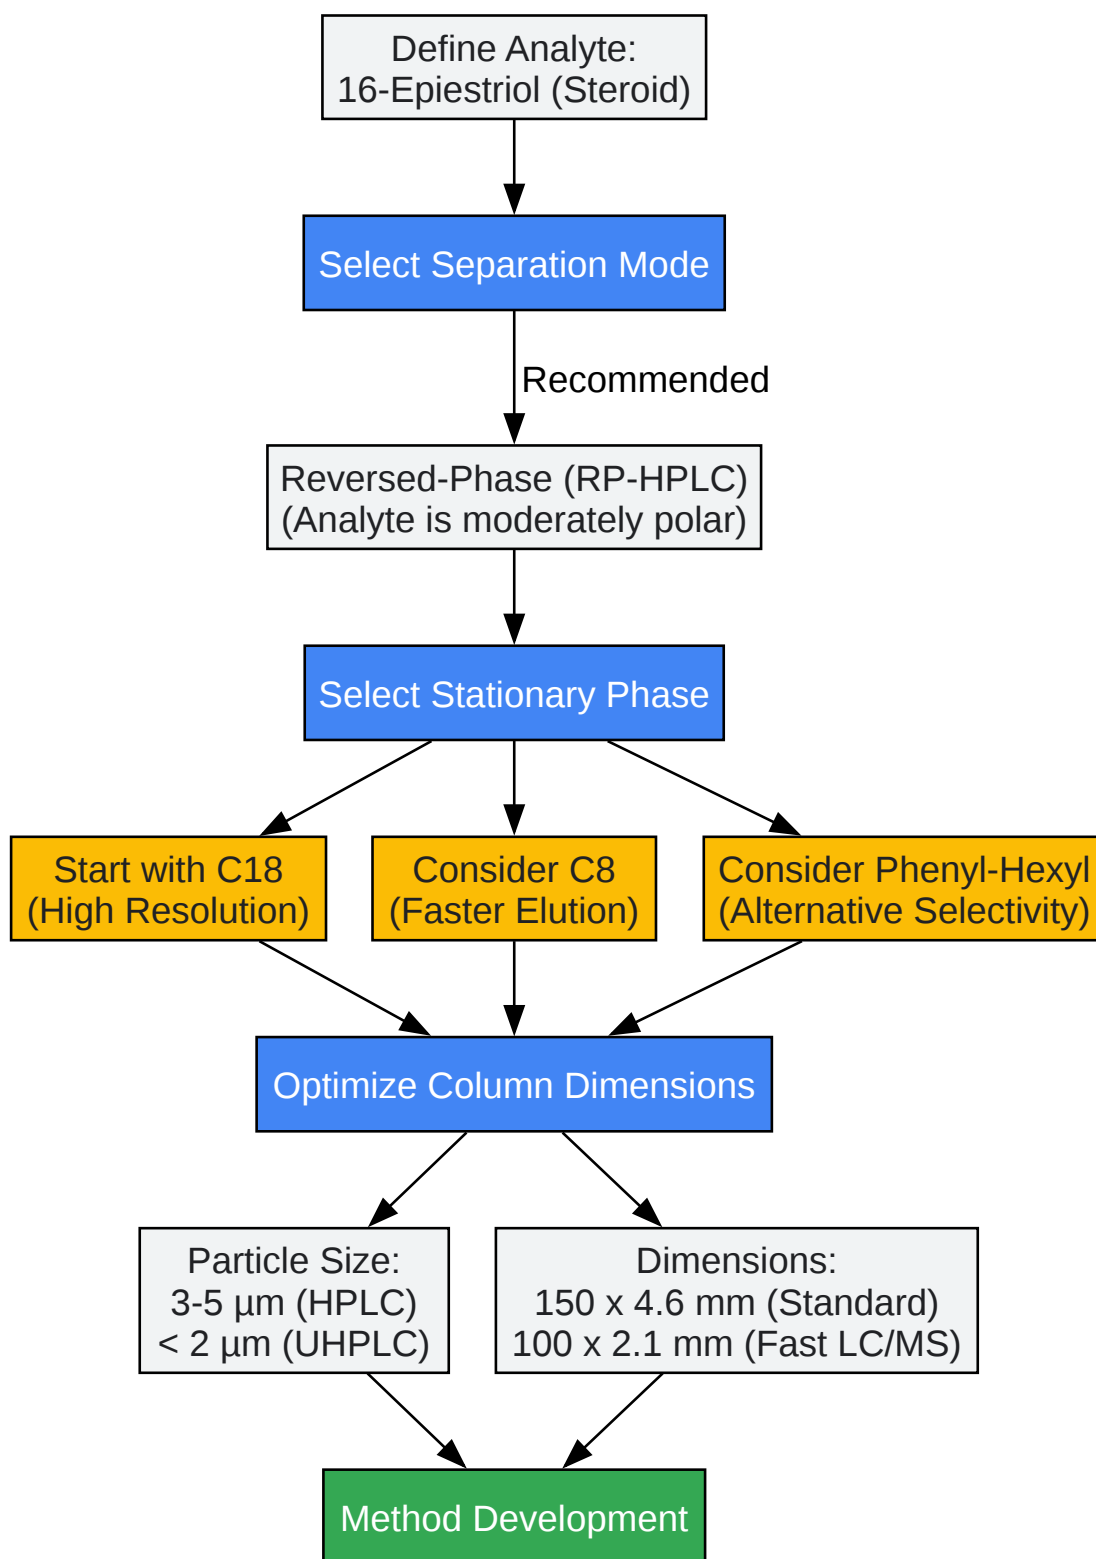 Define Analyte:
16-Epiestriol (Steroid)
Select Separation Mode
Recommended
Reversed-Phase (RP-HPLC)
(Analyte is moderately polar)
Select Stationary Phase
Start with C18
(High Resolution)
Consider C8
(Faster Elution)
Consider Phenyl-Hexyl
(Alternative Selectivity)
Optimize Column Dimensions
Particle Size:
3-5 µm (HPLC)
< 2 µm (UHPLC)
Dimensions:
150 x 4.6 mm (Standard)
100 x 2.1 mm (Fast LC/MS)
Method Development